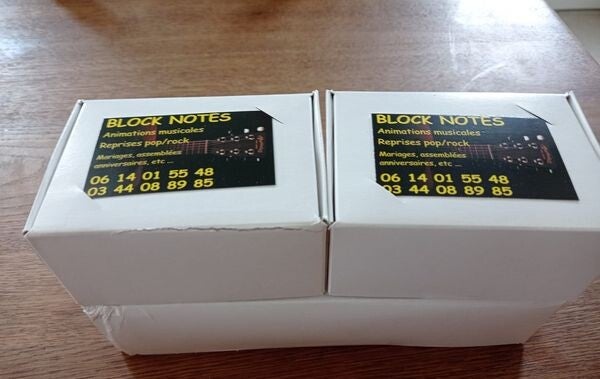 BLOCK NOTES
Animations musicales
Reprises pop/rock
Mariages, assemblées
anniversaires, etc ...
06 14 01 55 48
03 44 08 89 85
BLOCK NOTES
Animations musicales
Reprises pop/rock
Mariages, assemblées
anniversaires, etc ...
06 14 01 55 48
03 44 08 89 85